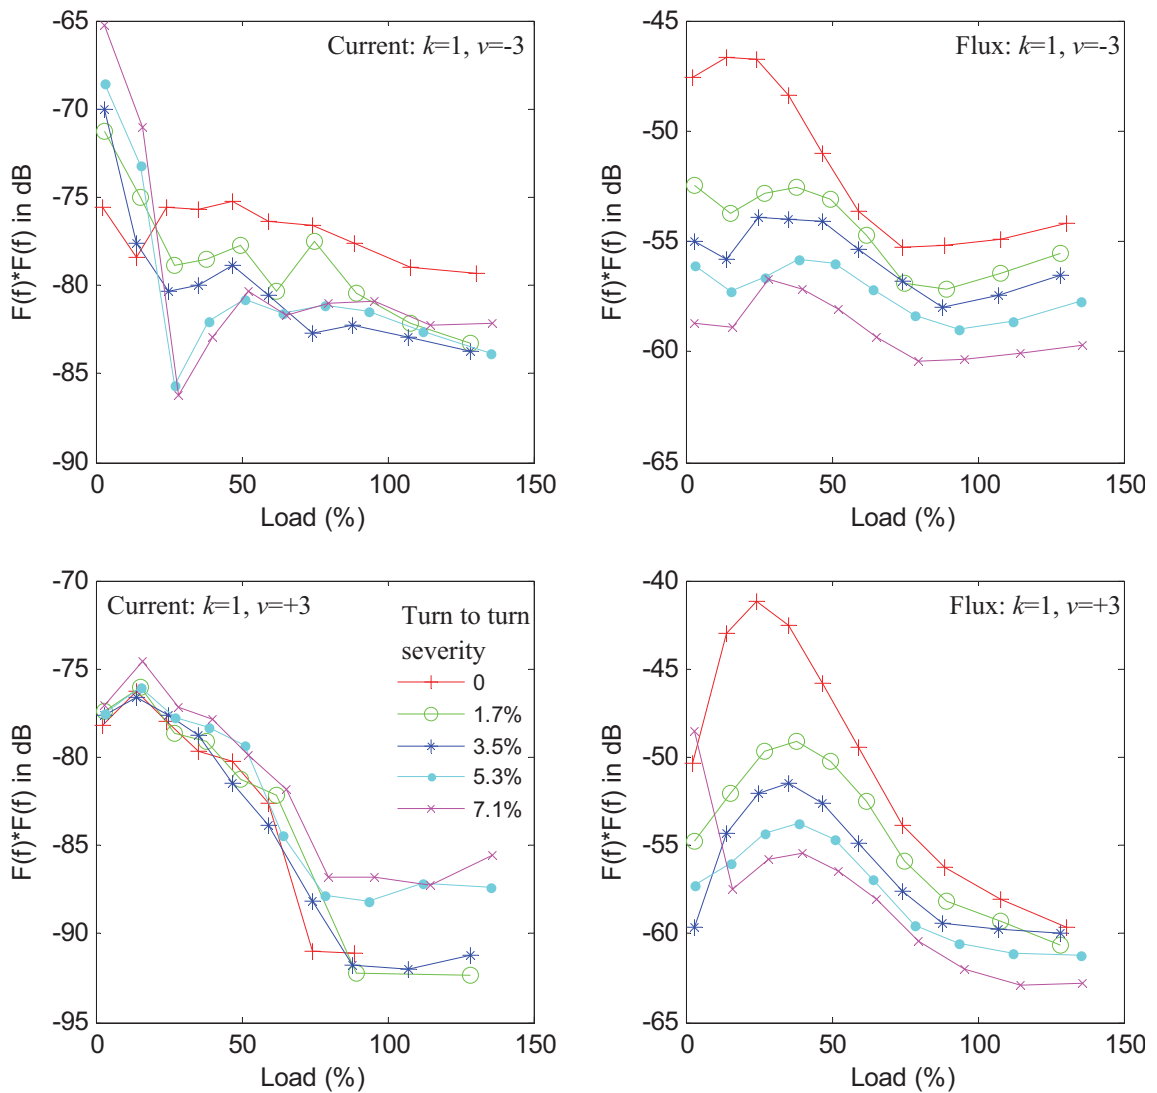 -65
-70
-75
-80
-85
-90
F(f)*F(f) in dB
Current: k=1, v=-3
0 50 100 150
Load (%)
-45
-50
-55
-60
-65
F(f)*F(f) in dB
Flux: k=1, v=-3
0 50 100 150
Load (%)
-70
-75
-80
-85
-90
-95
F(f)*F(f) in dB
Current: k=1, v=+3
Turn to turn
severity
0
1.7%
3.5%
5.3%
7.1%
0 50 100 150
Load (%)
-40
-45
-50
-55
-60
-65
F(f)*F(f) in dB
Flux: k=1, v=+3
0 50 100 150
Load (%)